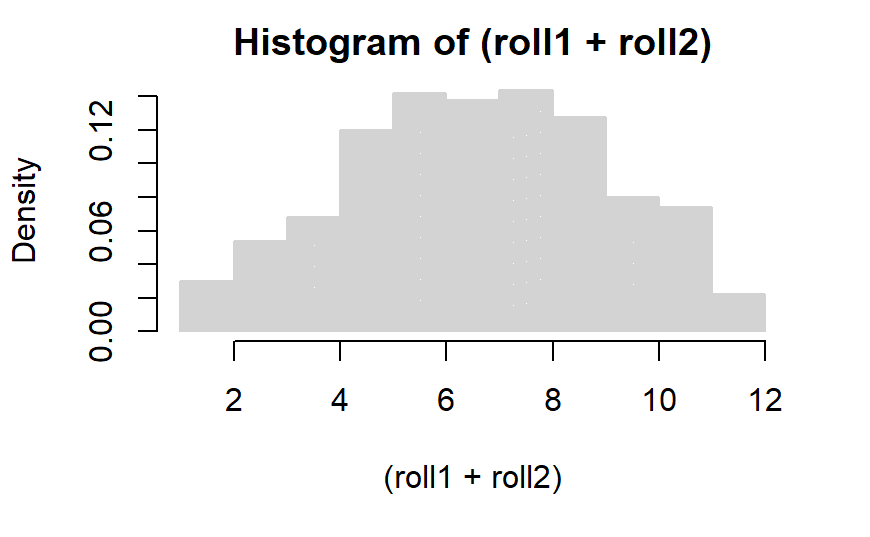 Histogram of (roll1 + roll2)
Density
0.12
0.06
0.00
2 4 6 8 10 12
(roll1 + roll2)